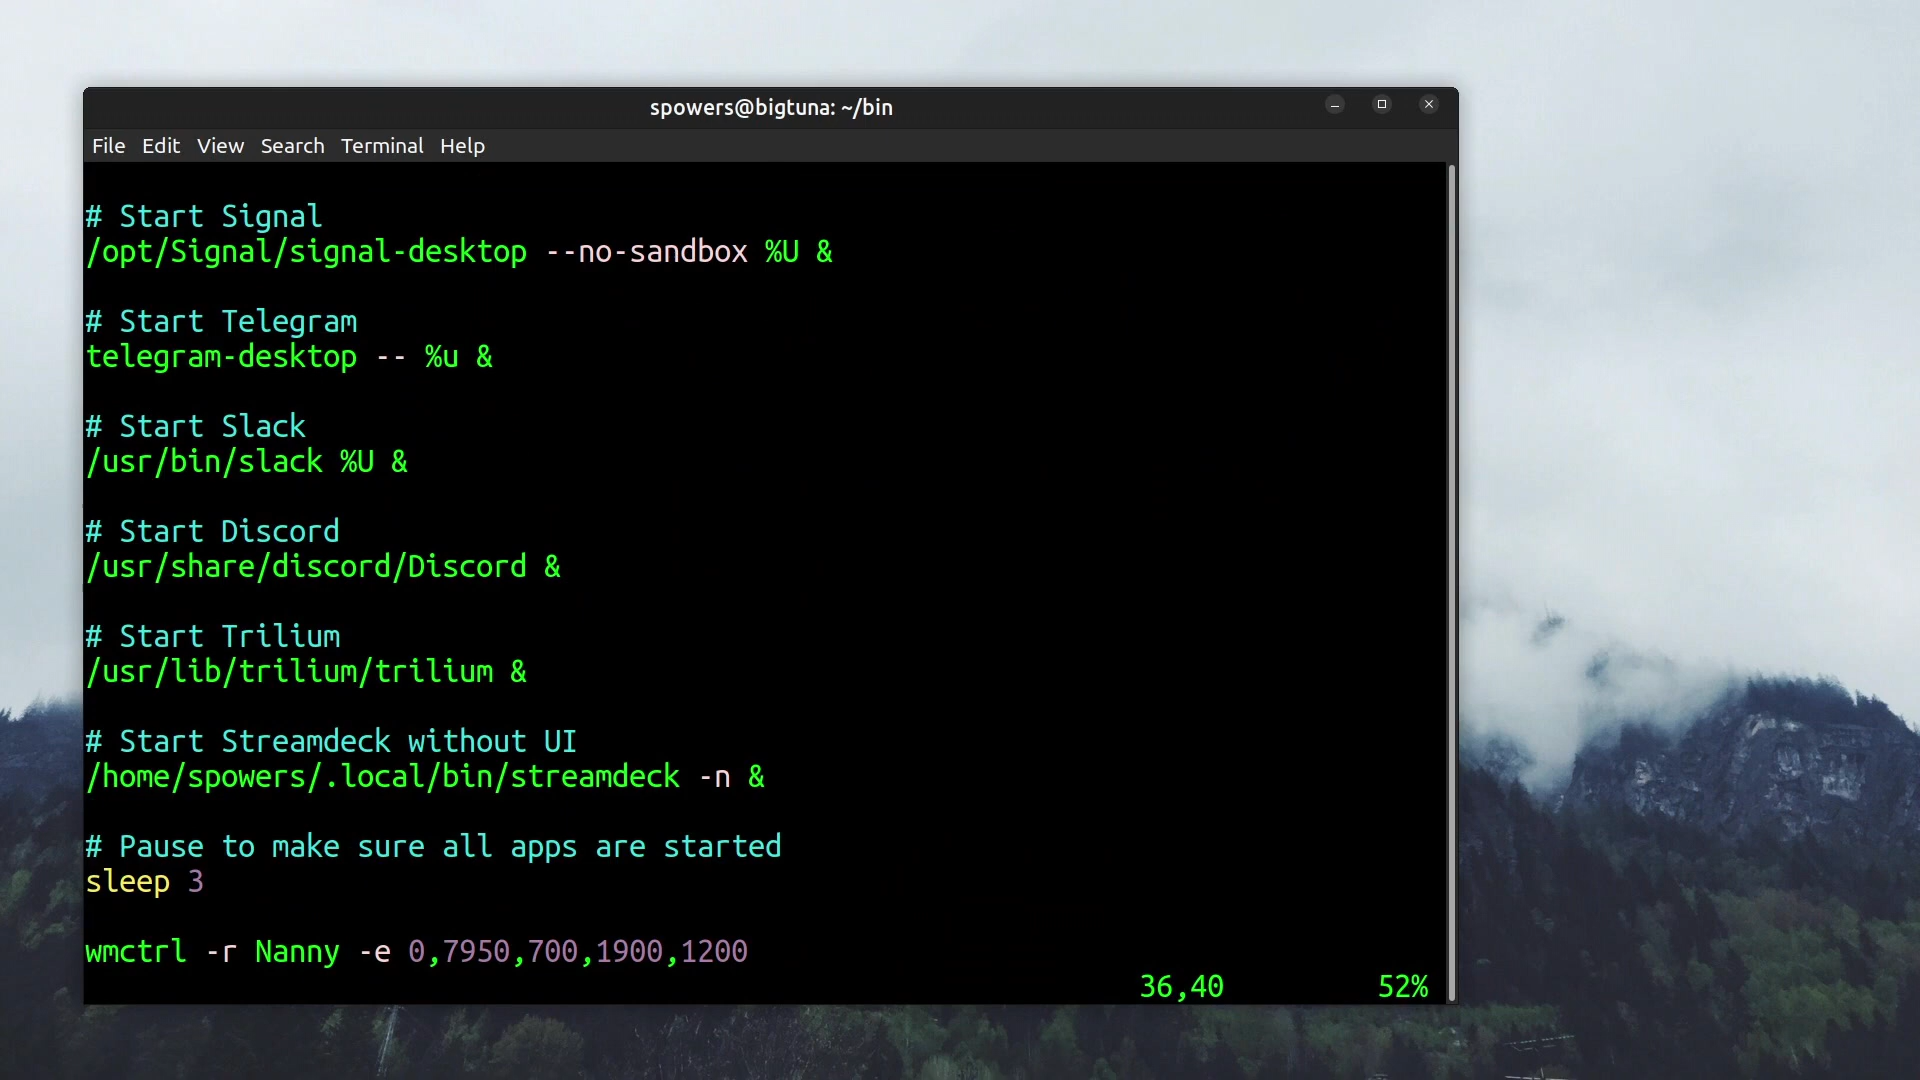 spowers@bigtuna: ~/bin
File Edit View Search Terminal Help
# Start Signal
/opt/Signal/signal-desktop --no-sandbox %U &
# Start Telegram
telegram-desktop -- %u &
# Start Slack
/usr/bin/slack %U &
# Start Discord
/usr/share/discord/Discord &
# Start Trilium
/usr/lib/trilium/trilium &
# Start Streamdeck without UI
/home/spowers/.local/bin/streamdeck -n &
# Pause to make sure all apps are started
sleep 3
wmctrl -r Nanny -e 0,7950,700,1900,1200
36,40 52%